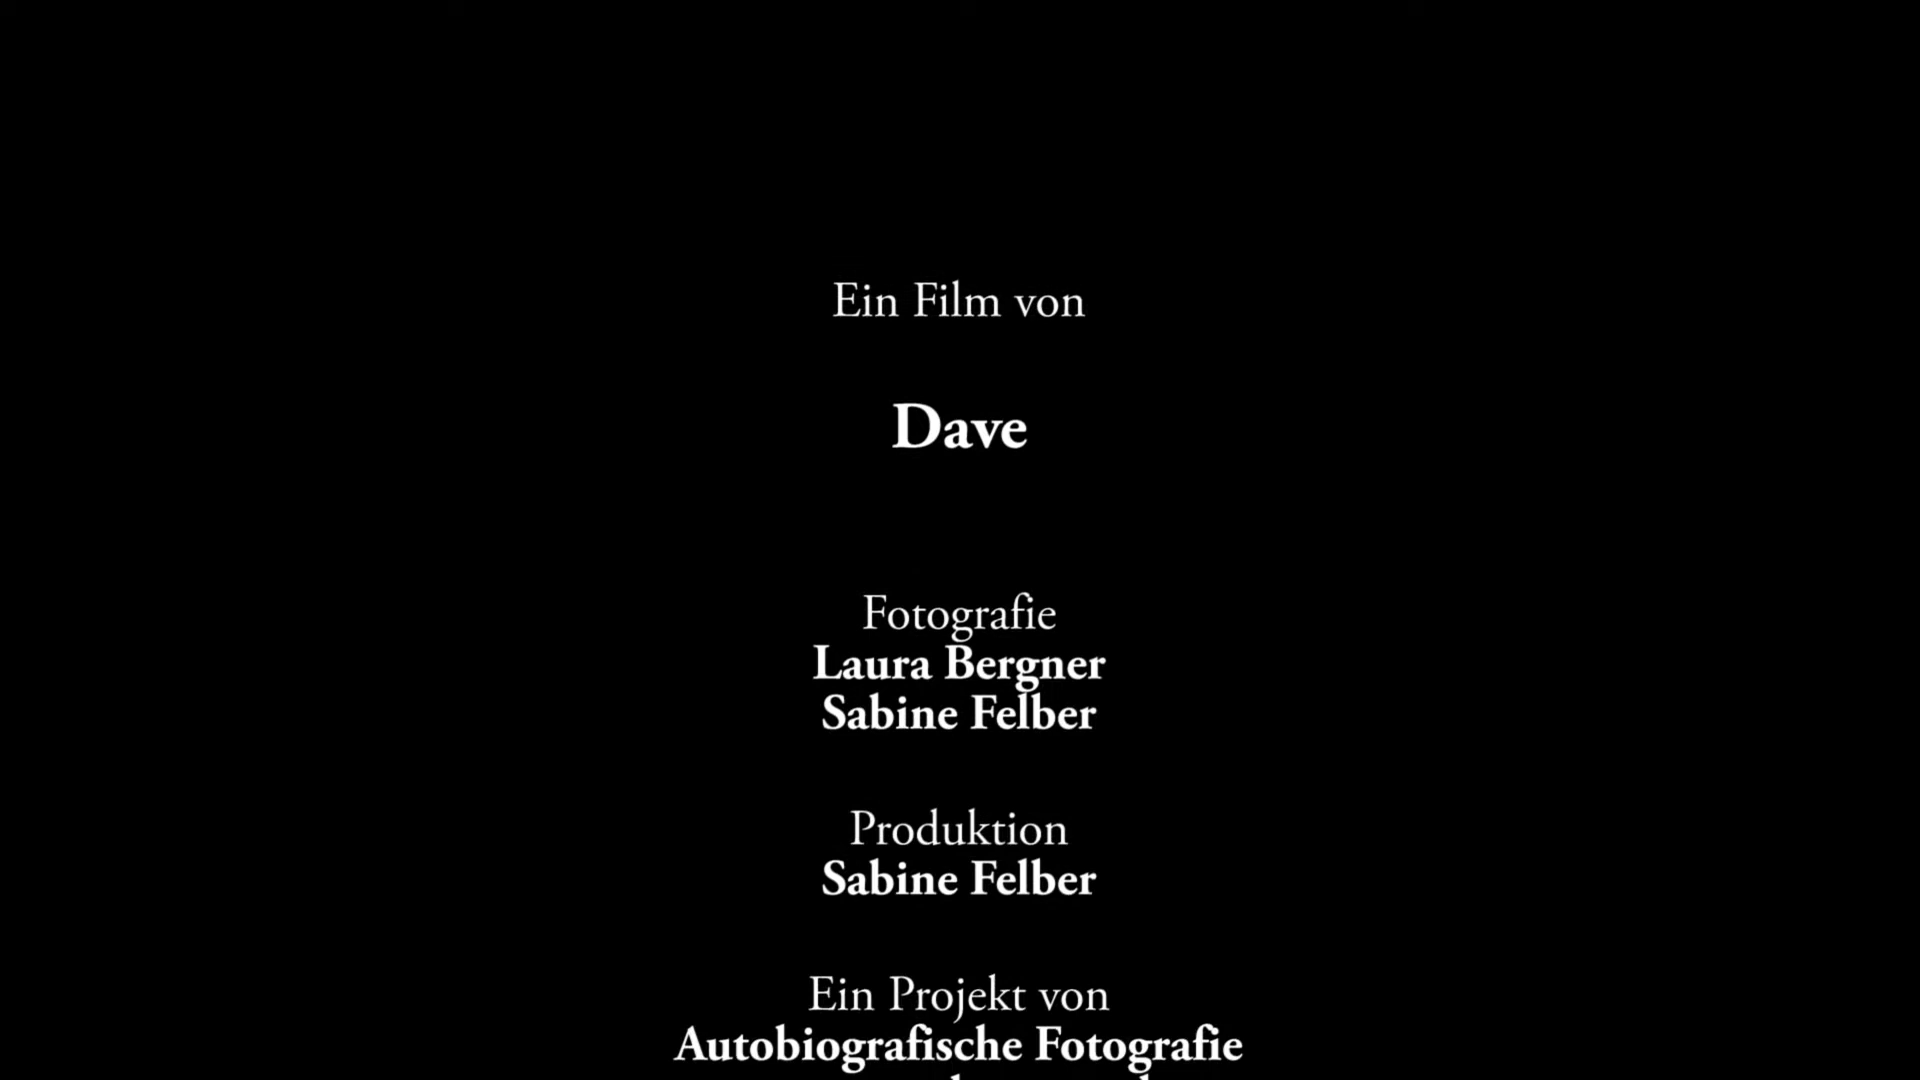 Ein Film von
Dave
Fotografie
Laura Bergner
Sabine Felber
Produktion
Sabine Felber
Ein Projekt von
Autobiografische Fotografie